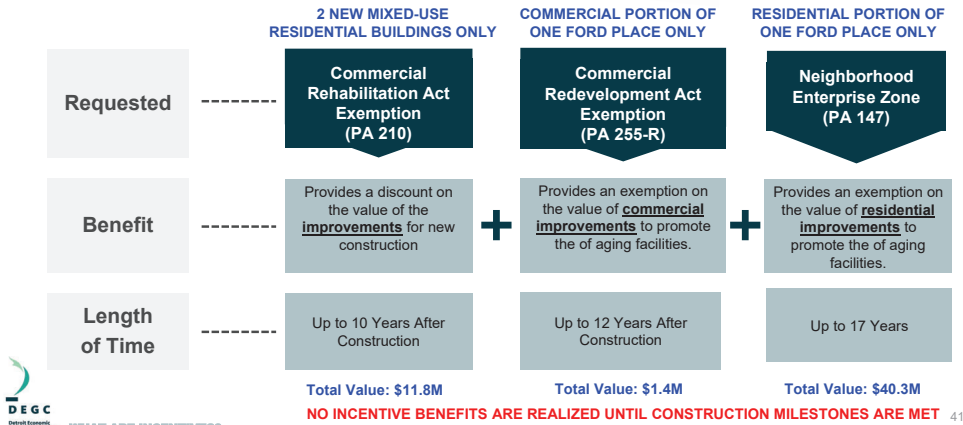 2 NEW MIXED-USE
RESIDENTIAL BUILDINGS ONLY
COMMERCIAL PORTION OF
ONE FORD PLACE ONLY
RESIDENTIAL PORTION OF
ONE FORD PLACE ONLY
Requested
Commercial
Rehabilitation Act
Exemption
(PA 210)
Commercial
Redevelopment Act
Exemption
(PA 255-R)
Neighborhood
Enterprise Zone
(PA 147)
Benefit
Provides a discount on
the value of the
improvements for new
construction
+
Provides an exemption on
the value of commercial
improvements to promote
the of aging facilities.
+
Provides an exemption on
the value of residential
improvements to
promote the of aging
facilities.
Length
of Time
Up to 10 Years After
Construction
Up to 12 Years After
Construction
Up to 17 Years
Total Value: $11.8M
Total Value: $1.4M
Total Value: $40.3M
DEGC
Detroit Economic
NO INCENTIVE BENEFITS ARE REALIZED UNTIL CONSTRUCTION MILESTONES ARE MET
41